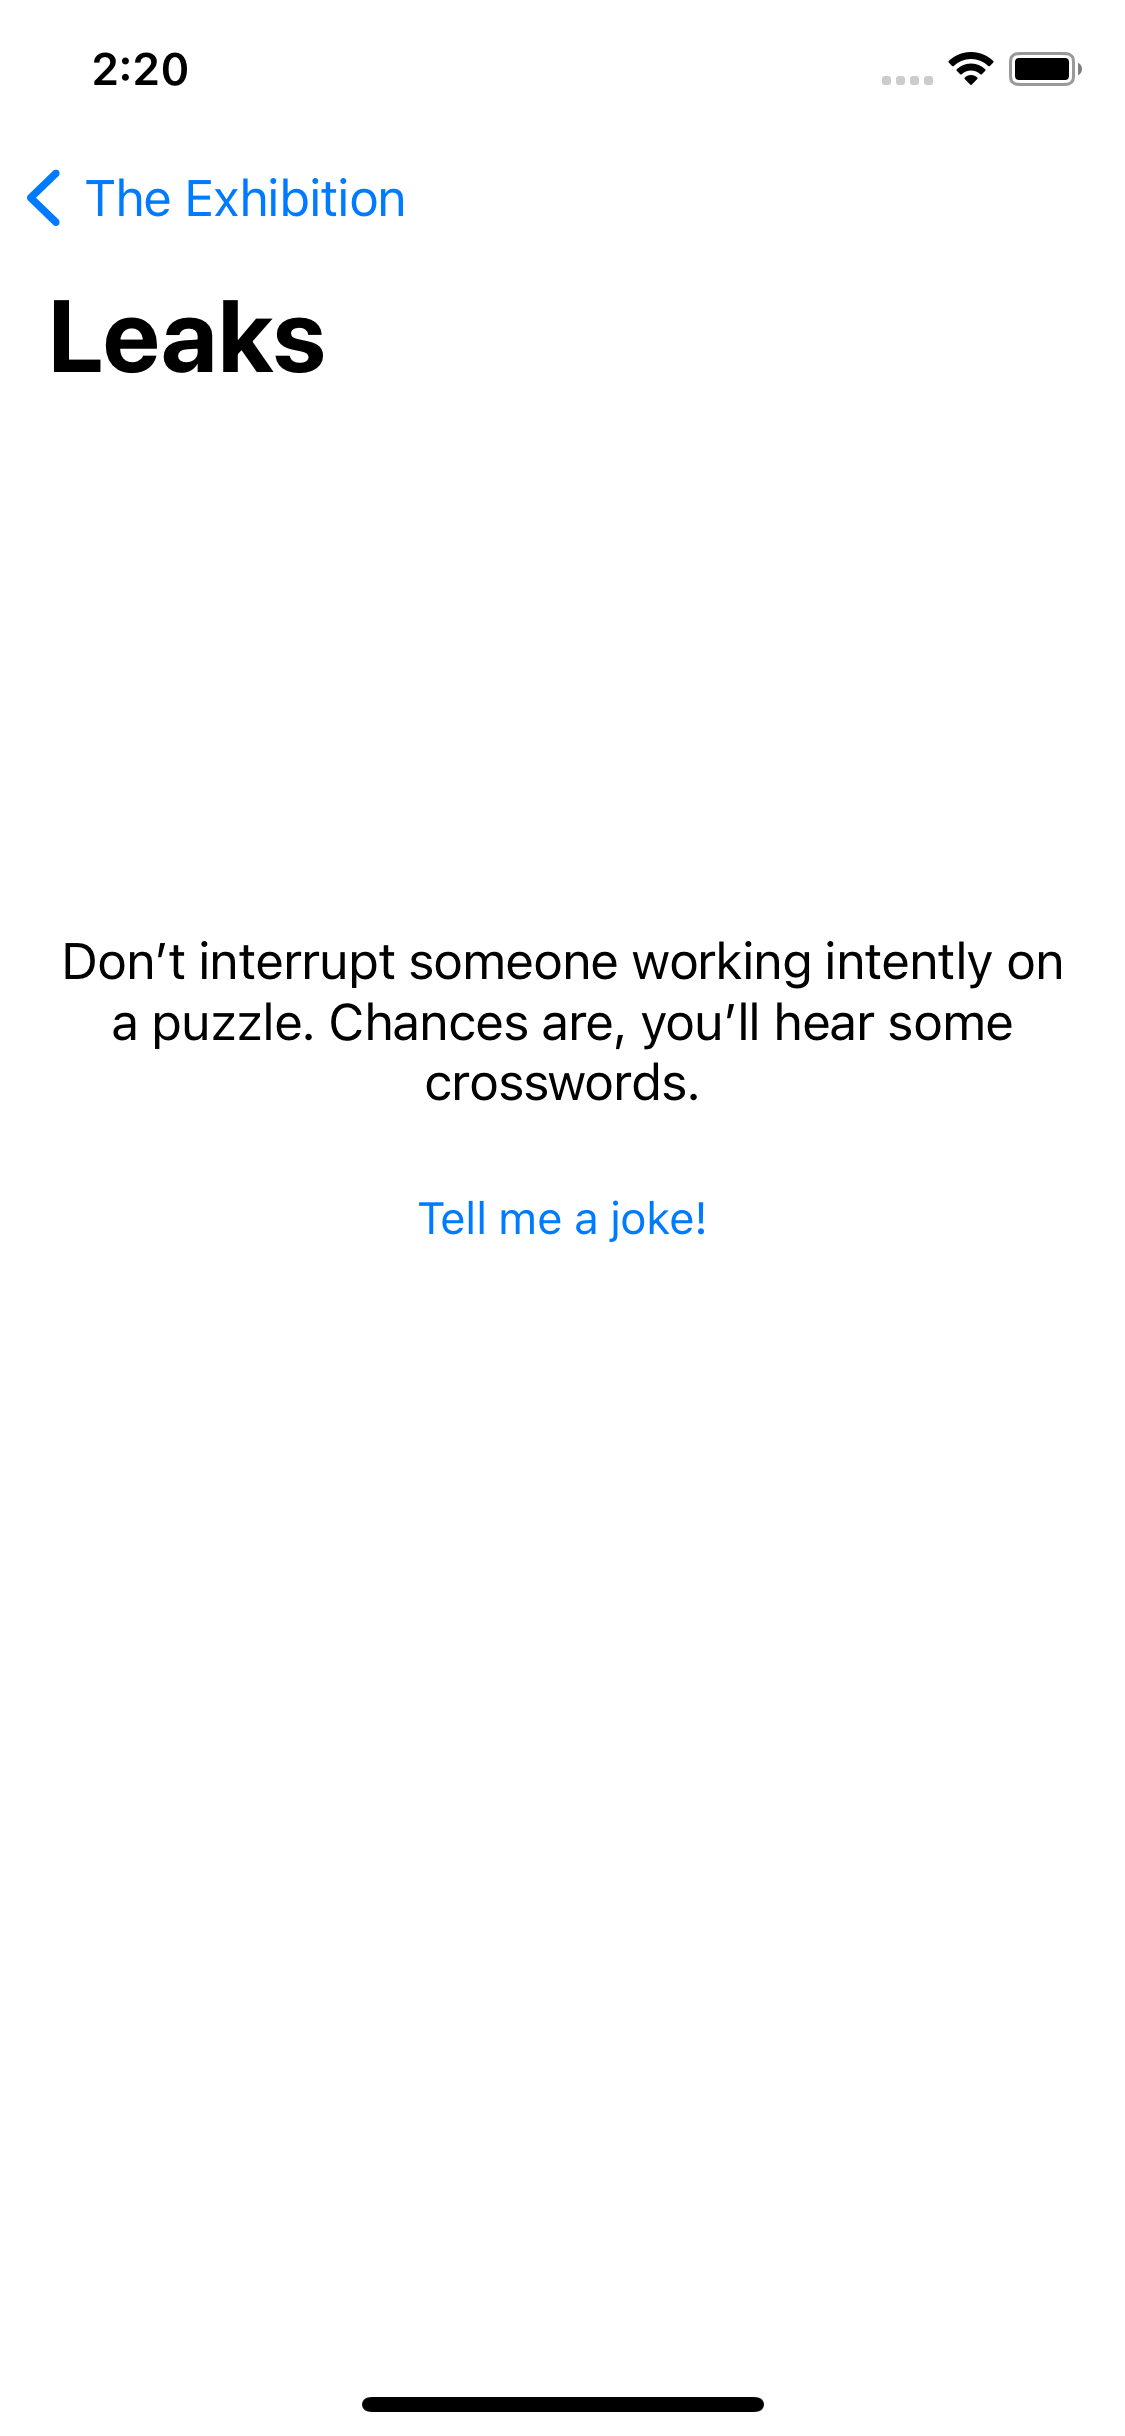 2:20
The Exhibition
Leaks
Don’t interrupt someone working intently on
a puzzle. Chances are, you’ll hear some
crosswords.
Tell me a joke!